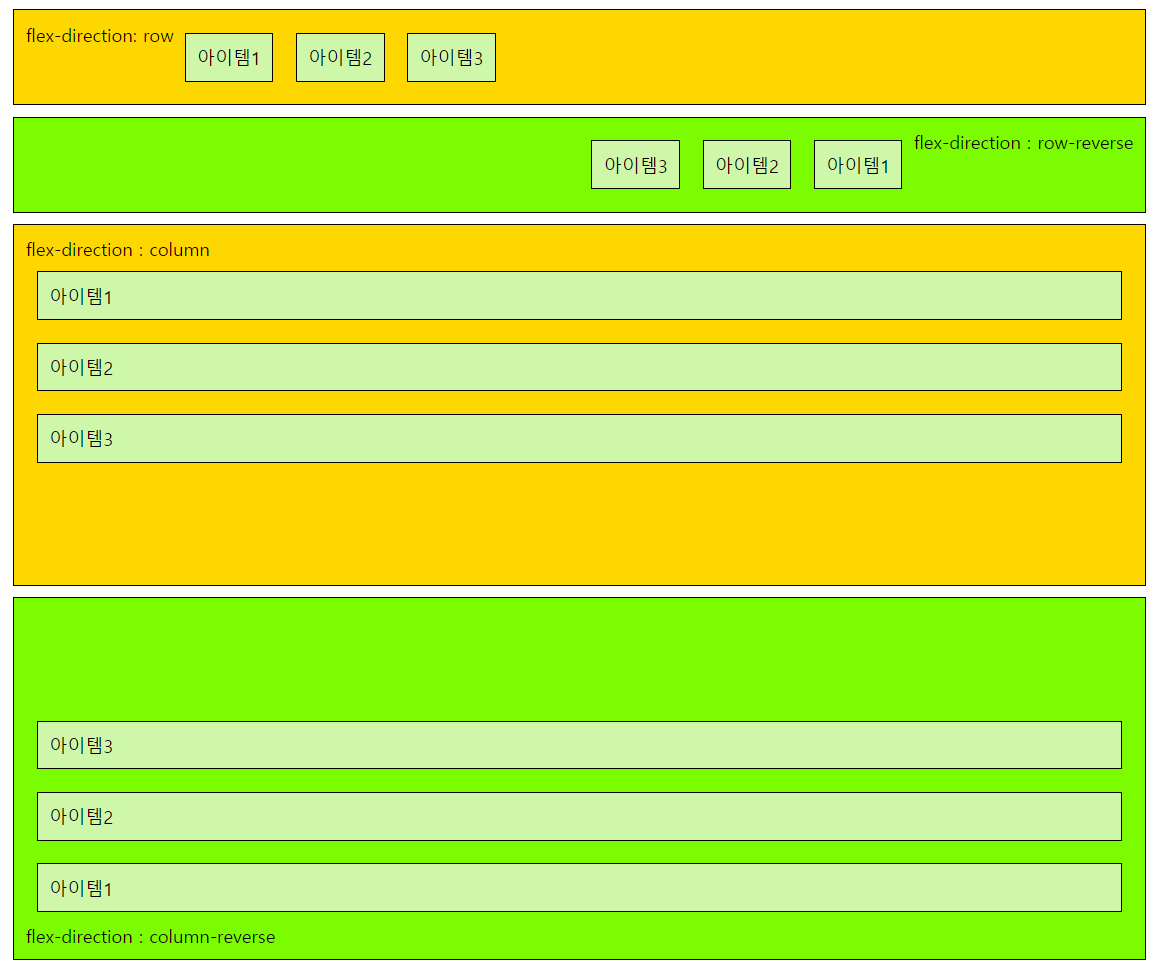 flex-direction: row 아이템1 아이템2 아이템3
아이템3 아이템2 아이템1 flex-direction : row-reverse
flex-direction : column
아이템1
아이템2
아이템3
아이템3
아이템2
아이템1
flex-direction : column-reverse